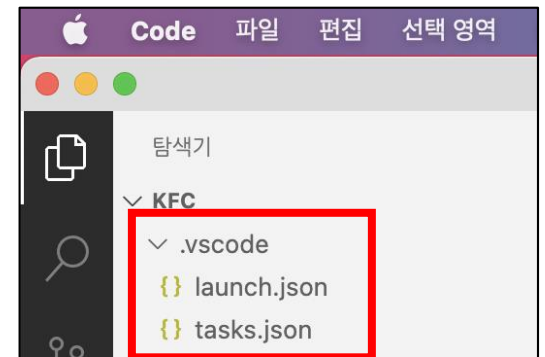 Code 파일 편집 선택 영역
탐색기
KFC
.vscode
{} launch.json
{} tasks.json